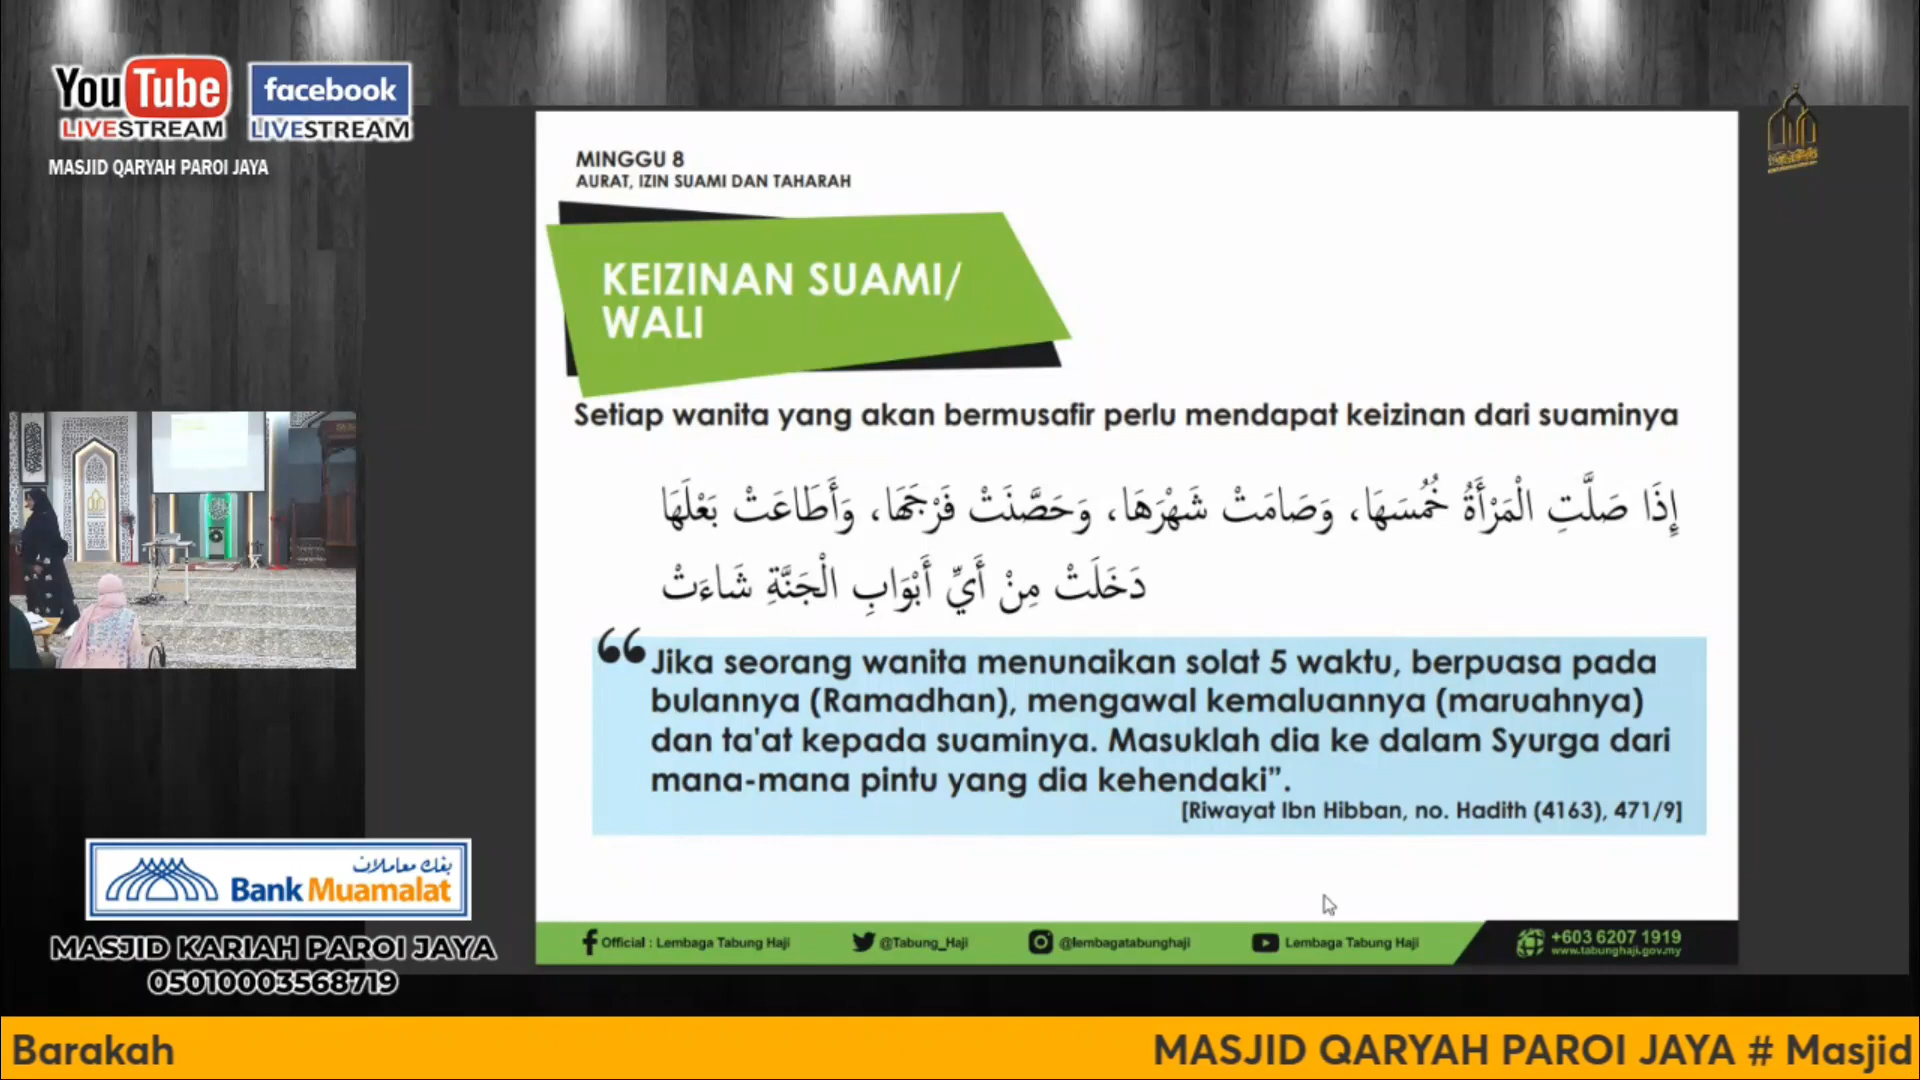 YouTube
LIVESTREAM
facebook
LIVESTREAM
MASJID QARYAH PAROI JAYA
MINGGU 8
AURAT, IZIN SUAMI DAN TAHARAH
KEIZINAN SUAMI/
WALI
Setiap wanita yang akan bermusafir perlu mendapat keizinan dari suaminya
إِذَا صَلَّتِ الْمَرْأَةُ خُمُسَهَا، وَصَامَتْ شَهْرَهَا، وَحَصَّنَتْ فَرْجَهَا، وَأَطَاعَتْ بَعْلَهَا
دَخَلَتْ مِنْ أَيِّ أَبْوَابِ الْجَنَّةِ شَاءَتْ
“Jika seorang wanita menunaikan solat 5 waktu, berpuasa pada
bulannya (Ramadhan), mengawal kemaluannya (maruahnya)
dan ta'at kepada suaminya. Masuklah dia ke dalam Syurga dari
mana-mana pintu yang dia kehendaki”.
[Riwayat Ibn Hibban, no. Hadith (4163), 471/9]
Official : Lembaga Tabung Haji
@Tabung_Haji
@lembagatabunghaji
Lembaga Tabung Haji
+603 6207 1919
www.tabunghaji.gov.my
بنك معاملات
Bank Muamalat
MASJID KARIAH PAROI JAYA
05010003568719
Barakah
MASJID QARYAH PAROI JAYA # Masjid